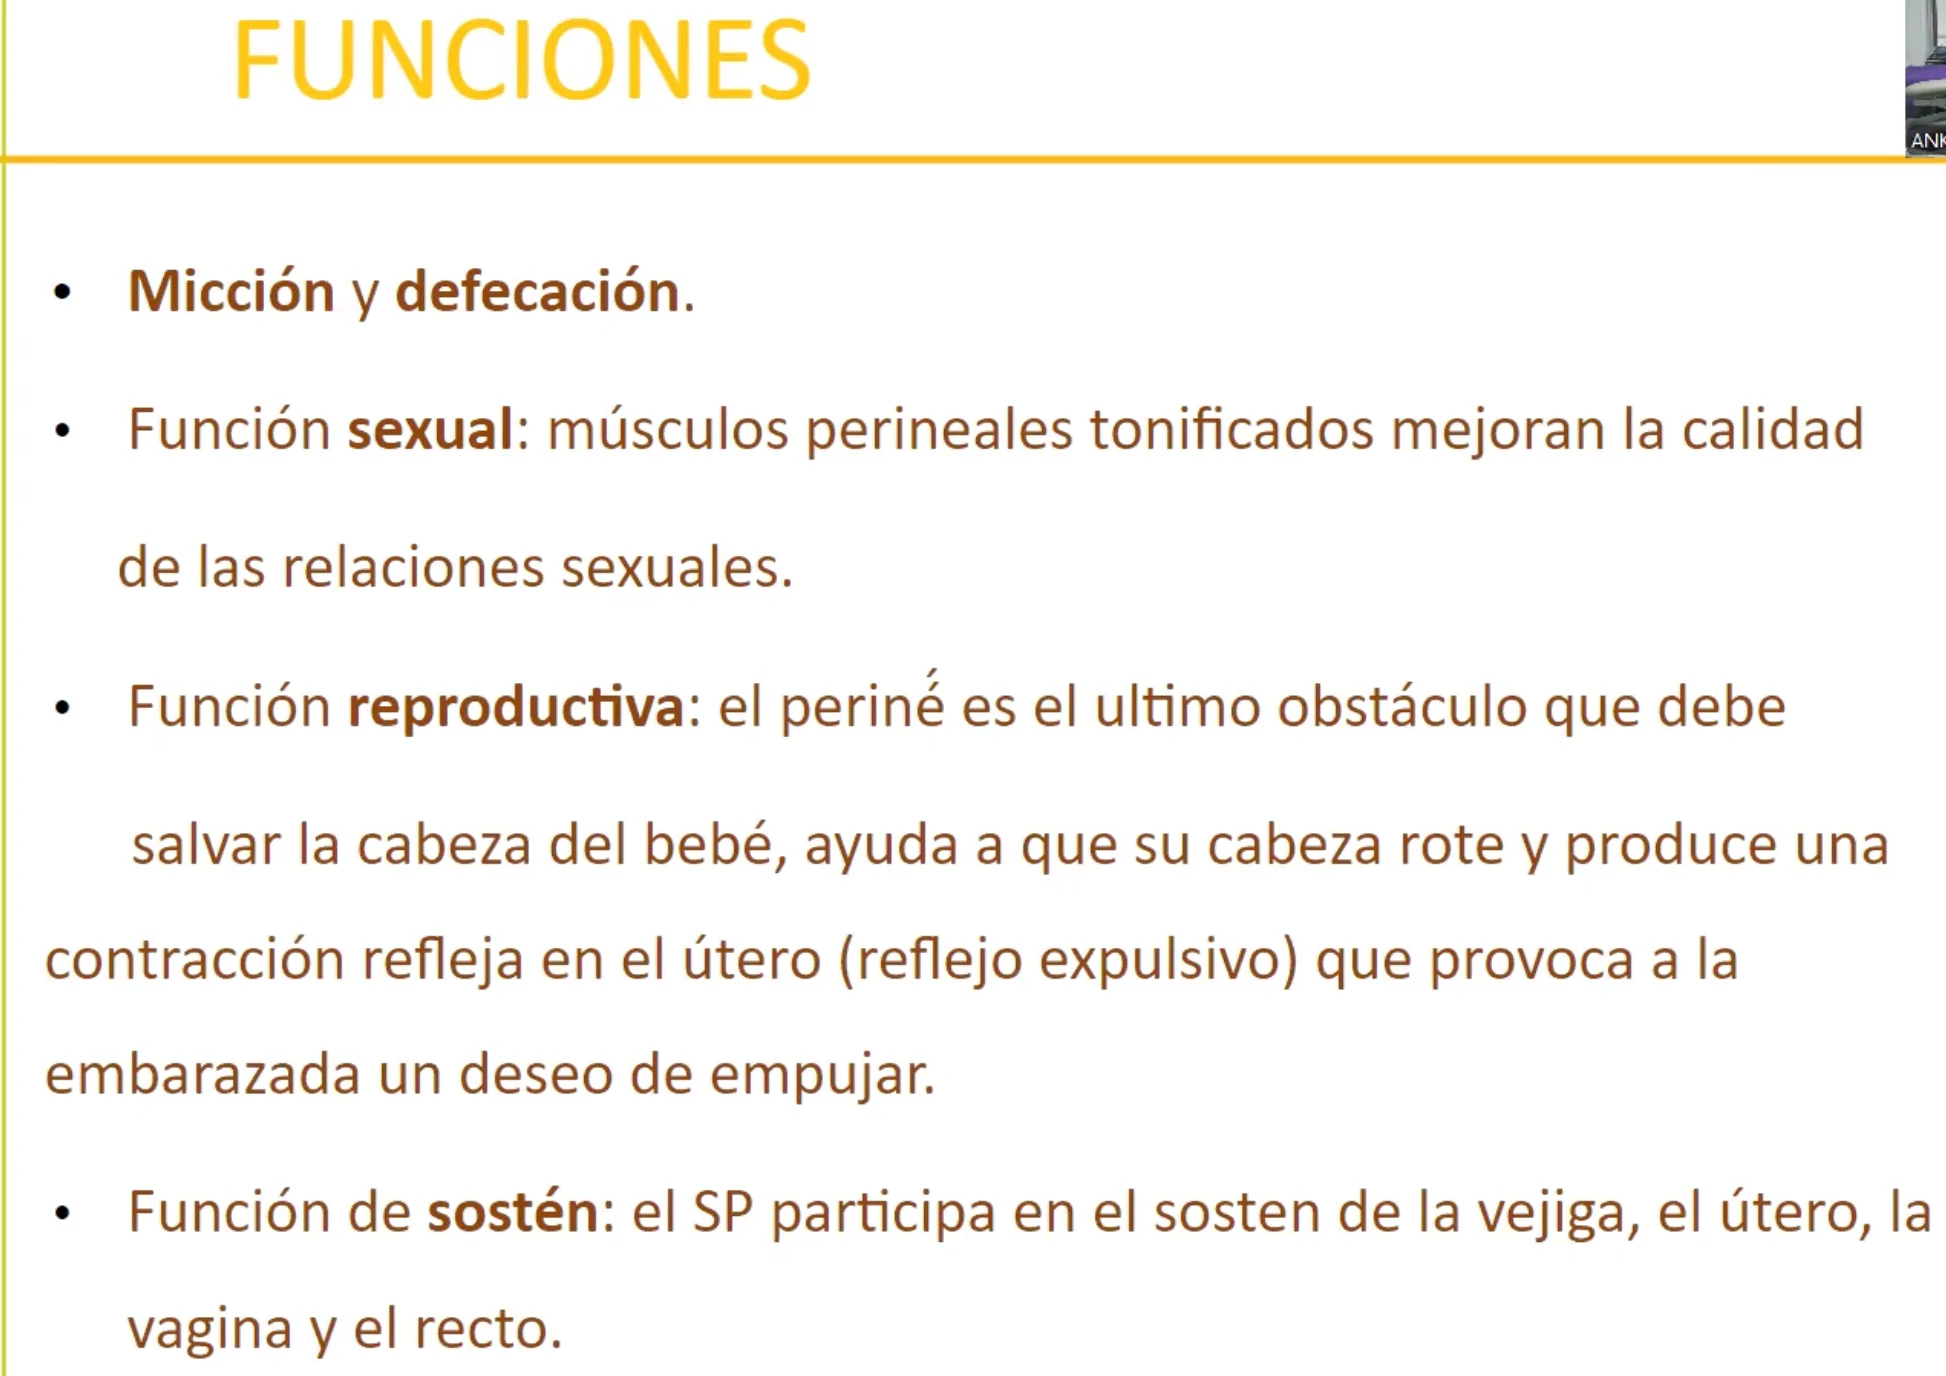 FUNCIONES
ANK
• Micción y defecación.
• Función sexual: músculos perineales tonificados mejoran la calidad
de las relaciones sexuales.
• Función reproductiva: el periné́ es el ultimo obstáculo que debe
salvar la cabeza del bebé, ayuda a que su cabeza rote y produce una
contracción refleja en el útero (reflejo expulsivo) que provoca a la
embarazada un deseo de empujar.
• Función de sostén: el SP participa en el sosten de la vejiga, el útero, la
vagina y el recto.